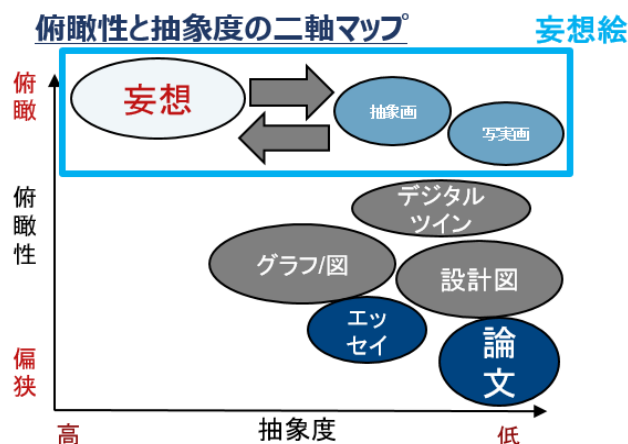 俯瞰性と抽象度の二軸マップ
妄想絵
俯瞰
妄想
抽象画
写実画
俯瞰性
デジタル
ツイン
グラフ/図
設計図
エッ
セイ
論
文
偏狭
高
抽象度
低